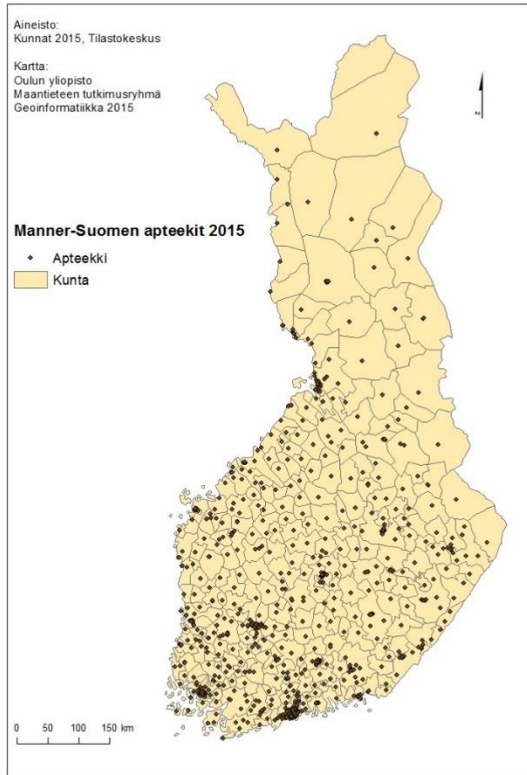 Aineisto:
Kunnat 2015, Tilastokeskus
Kartta:
Oulun yliopisto
Maantieteen tutkimusryhmä
Geoinformatiikka 2015
z
Manner-Suomen apteekit 2015
Apteekki
Kunta
0 50 100 150 km